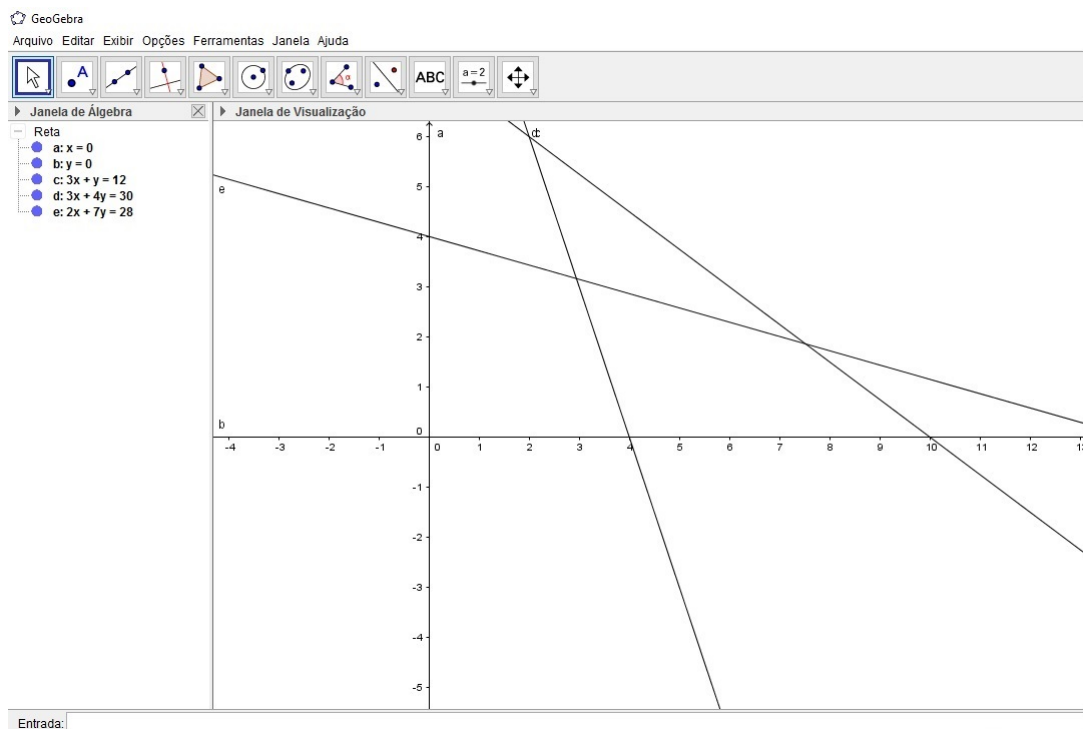 GeoGebra
Arquivo Editar Exibir Opções Ferramentas Janela Ajuda
A
α
ABC
a=2
Janela de Álgebra
Janela de Visualização
Reta
a: x = 0
b: y = 0
c: 3x + y = 12
d: 3x + 4y = 30
e: 2x + 7y = 28
6
a
5
e
4
3
2
1
b
0
-4 -3 -2 -1 0 1 2 3 4 5 6 7 8 9 10 11 12
-1
-2
-3
-4
-5
Entrada: